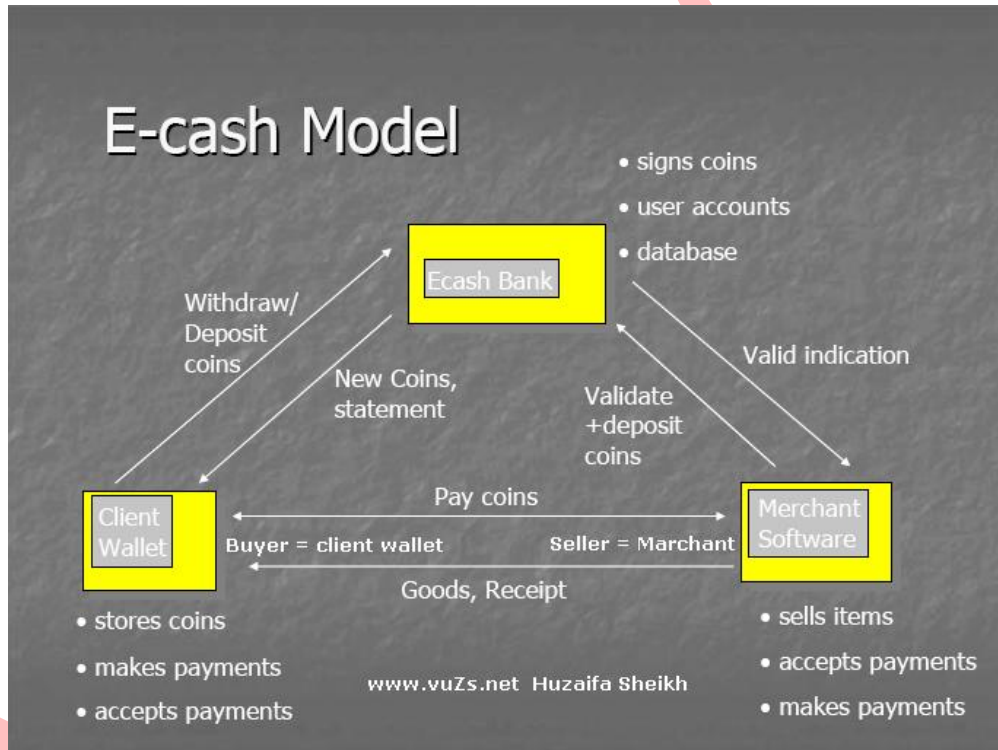 E-cash Model
• signs coins
• user accounts
• database
Ecash Bank
Withdraw/
Deposit
coins
New Coins,
statement
Validate
+deposit
coins
Valid indication
Client
Wallet
Pay coins
Merchant
Software
Buyer = client wallet
Seller = Marchant
Goods, Receipt
• stores coins
• makes payments
• accepts payments
• sells items
• accepts payments
• makes payments
www.vuZs.net Huzaifa Sheikh